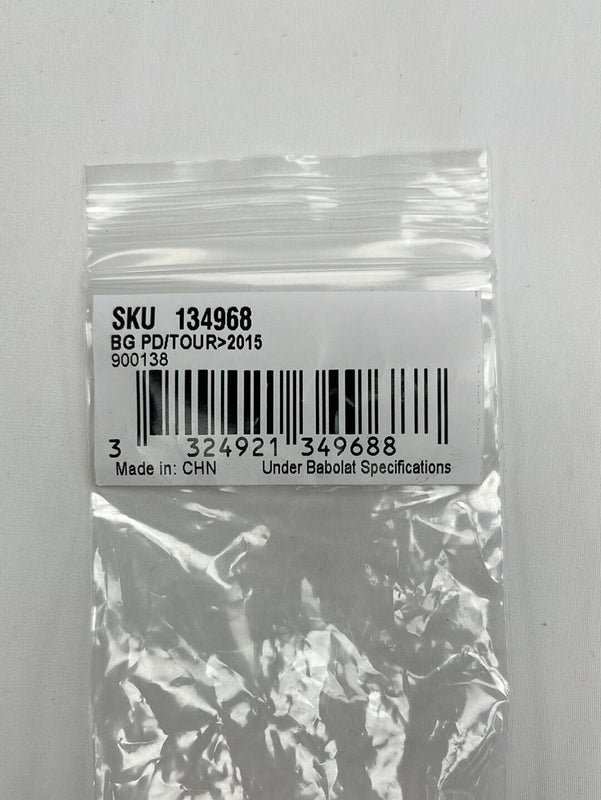 SKU 134968
BG PD/TOUR>2015
900138
3 324921 349688
Made in: CHN Under Babolat Specifications